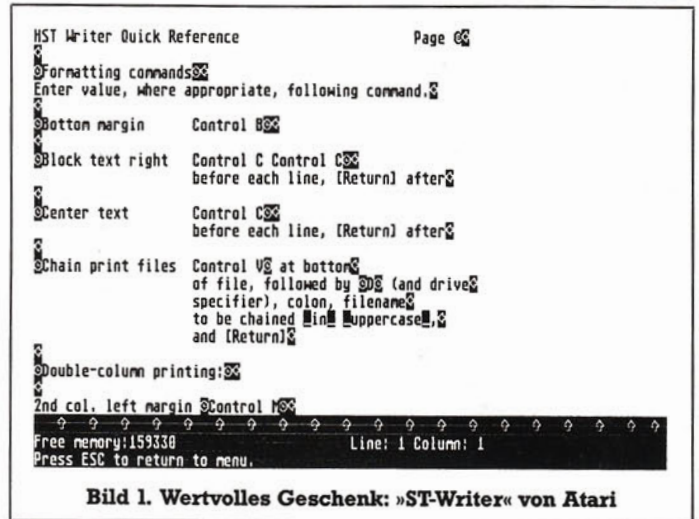 HST Writer Quick Reference Page @
Formatting commands
Enter value, where appropriate, following command.
Bottom margin Control B
Block text right Control C Control C
before each line, [Return] after
Center text Control C
before each line, [Return] after
Chain print files Control V at bottom
of file, followed by D (and drive
specifier), colon, filename
to be chained in uppercase,
and [Return]
Double-column printing:
2nd col. left margin Control M
Free memory:159330 Line: 1 Column: 1
Press ESC to return to menu.
Bild 1. Wertvolles Geschenk: »ST-Writer« von Atari